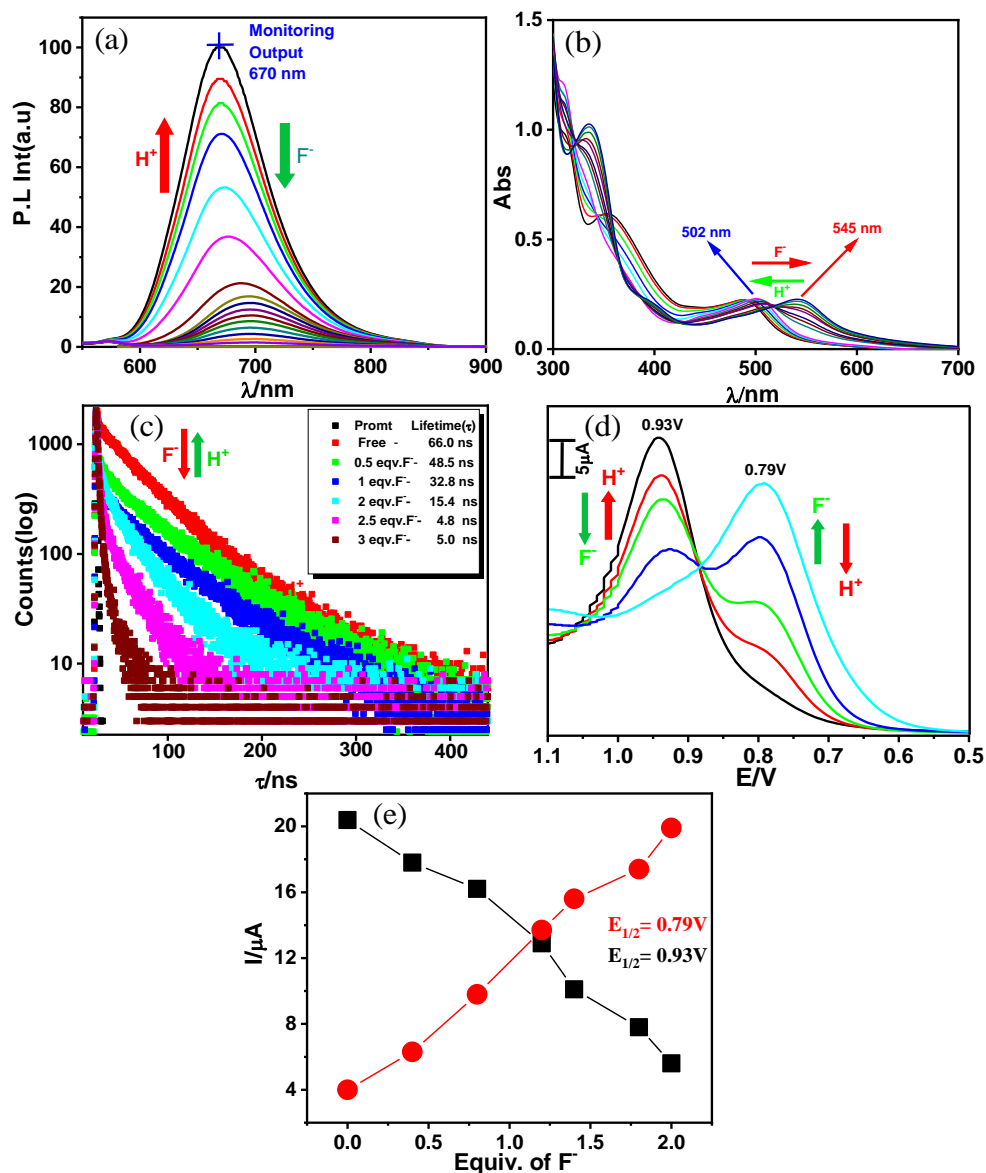 (a)
Monitoring
Output
670 nm
H⁺
F⁻
P.L Int(a.u)
100
80
60
40
20
0
600
700
800
900
λ/nm
(b)
Abs
1.5
1.0
0.5
0.0
502 nm
F⁻
H⁺
545 nm
300
400
500
600
700
λ/nm
(c)
F⁻
H⁺
Promt Lifetime(τ)
Free - 66.0 ns
0.5 eqv.F⁻- 48.5 ns
1 eqv.F⁻- 32.8 ns
2 eqv.F⁻- 15.4 ns
2.5 eqv.F⁻- 4.8 ns
3 eqv.F⁻- 5.0 ns
+
Counts(log)
1000
100
10
100
200
300
400
τ/ns
(d)
5μA
0.93V
0.79V
H⁺
F⁻
F⁻
H⁺
1.1
1.0
0.9
0.8
0.7
0.6
0.5
E/V
(e)
I/μA
20
16
12
8
4
E1/2= 0.79V
E1/2= 0.93V
0.0
0.5
1.0
1.5
2.0
Equiv. of F⁻